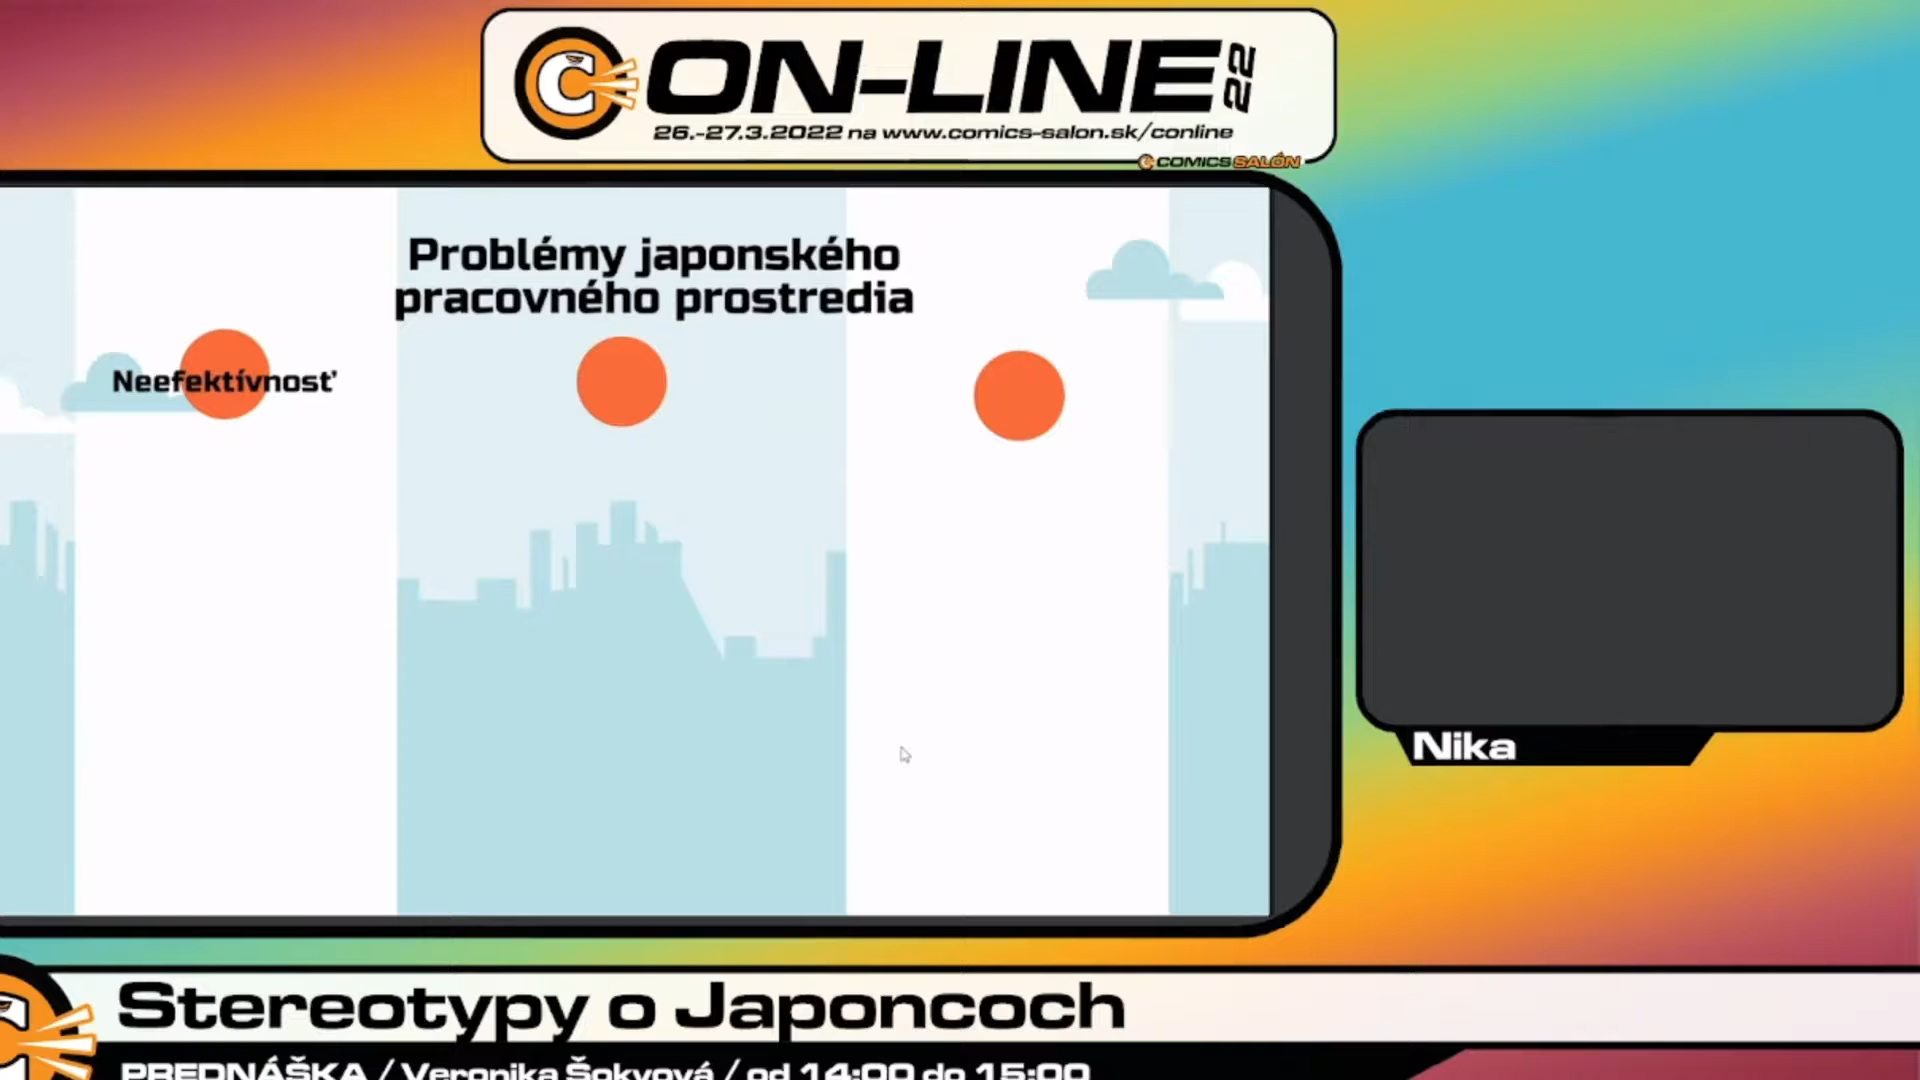 Č ON-LINE 22
26.-27.3.2022 na www.comics-salon.sk/conline
COMICS SALÓN
Problémy japonského
pracovného prostredia
Neefektívnosť
Nika
Stereotypy o Japoncoch
PREDNÁŠKA / Veronika Šokyová / od 14:00 do 15:00